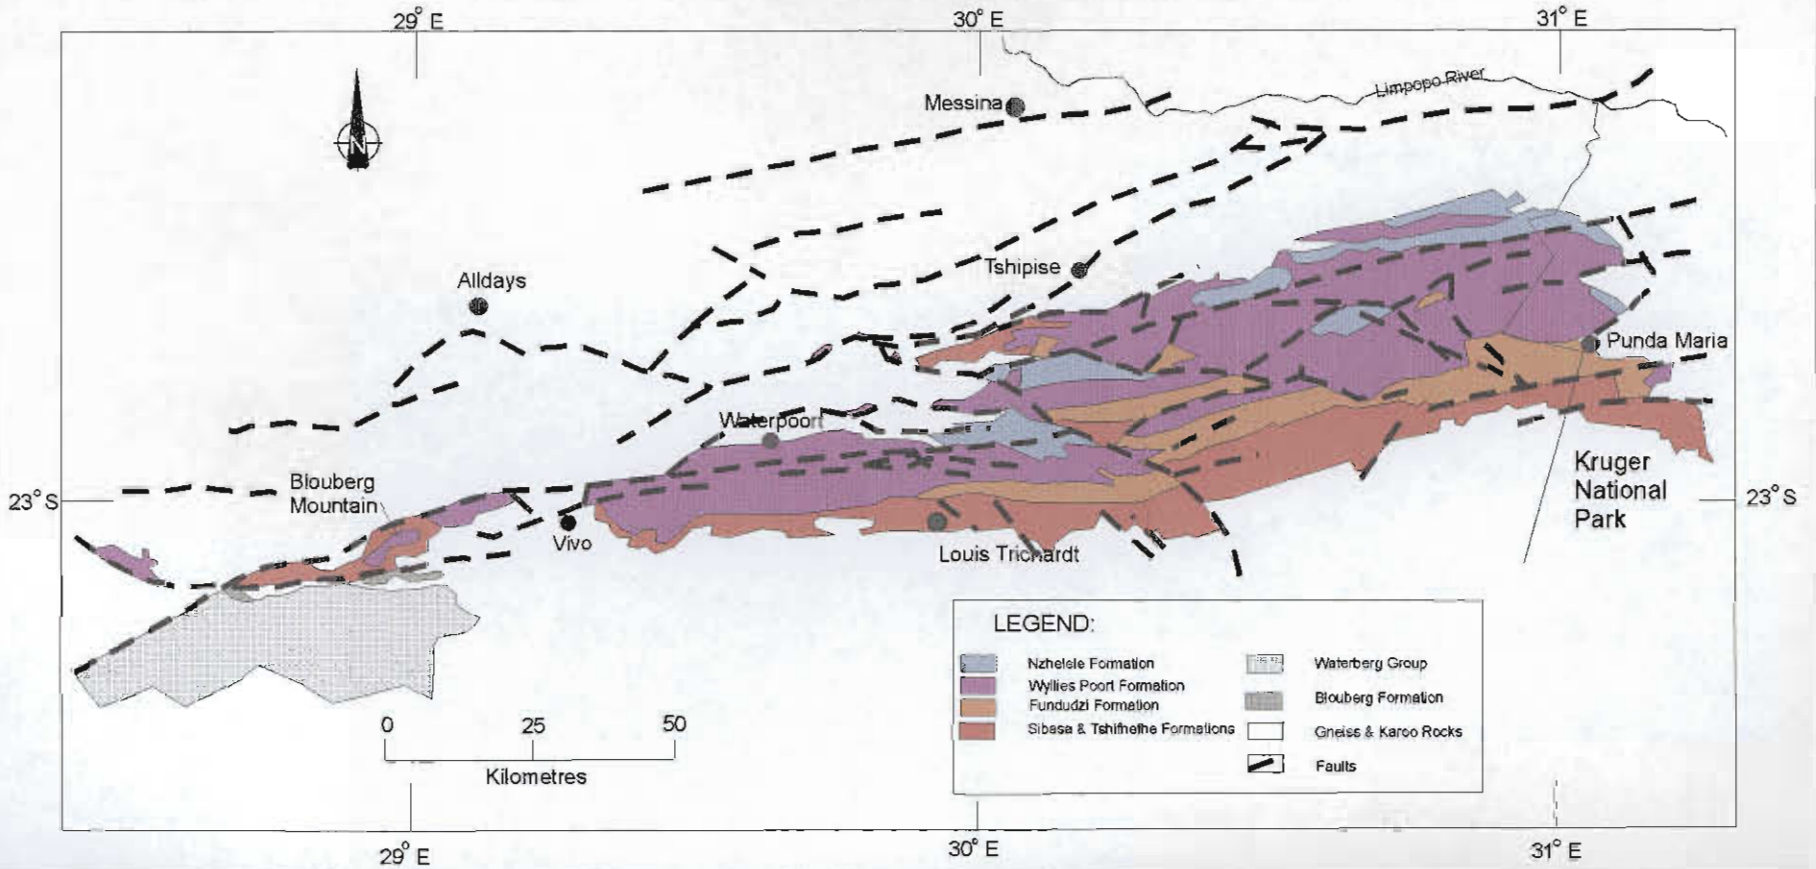 29° E
30° E
31° E
Messina
Limpopo River
N
Tshipise
Alldays
Punda Maria
Waterpoort
Blouberg
Mountain
23° S
23° S
Kruger
National
Park
Vivo
Louis Trichardt
LEGEND:
Nzhelele Formation
Wyllies Poort Formation
Fundudzi Formation
Sibasa & Tshifhefhe Formations
Waterberg Group
Blouberg Formation
Gneiss & Karoo Rocks
Faults
0 25 50
Kilometres
29° E
30° E
31° E